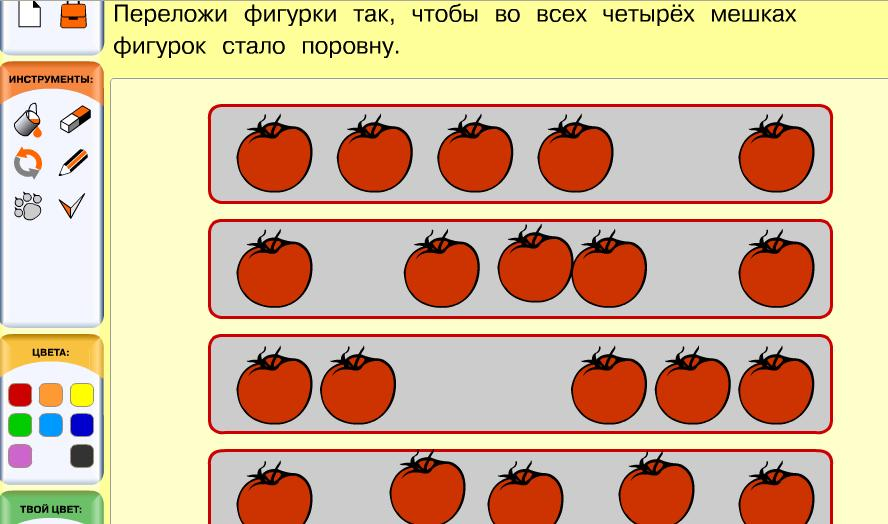 Переложи фигурки так, чтобы во всех четырёх мешках
фигурок стало поровну.
ИНСТРУМЕНТЫ:
ЦВЕТА:
ТВОЙ ЦВЕТ: